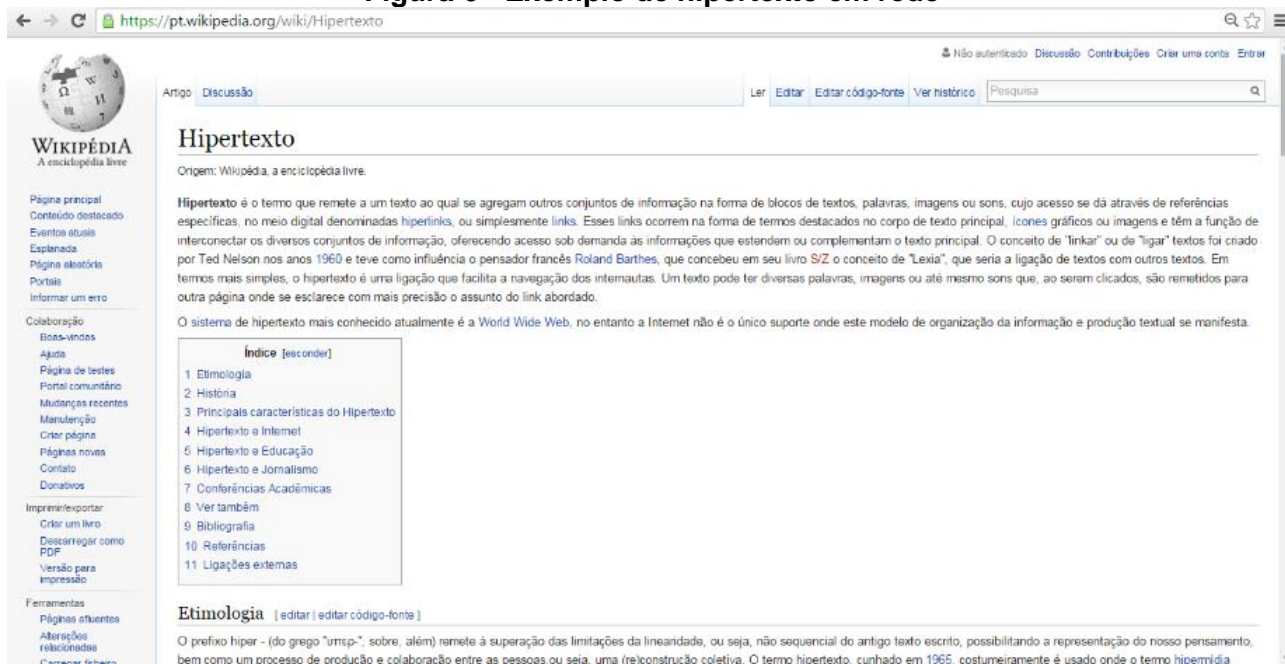 https://pt.wikipedia.org/wiki/Hipertexto
Não autenticado Discussão Contribuições Criar uma conta Entrar
Artigo Discussão
Ler Editar Editar código-fonte Ver histórico Pesquisa
WIKIPÉDIA
A enciclopédia livre
Página principal
Conteúdo destacado
Eventos atuais
Esplanada
Página aleatória
Portais
Informar um erro
Colaboração
Boas-vindas
Ajuda
Página de testes
Portal comunitário
Mudanças recentes
Manutenção
Criar página
Páginas novas
Contato
Donativos
Imprimir/exportar
Criar um livro
Descarregar como
PDF
Versão para
impressão
Ferramentas
Páginas afluentes
Alterações
relacionadas
Carregar ficheiro
Hipertexto
Origem: Wikipédia, a enciclopédia livre.
Hipertexto é o termo que remete a um texto ao qual se agregam outros conjuntos de informação na forma de blocos de textos, palavras, imagens ou sons, cujo acesso se dá através de referências
específicas, no meio digital denominadas hiperlinks, ou simplesmente links. Esses links ocorrem na forma de termos destacados no corpo de texto principal, ícones gráficos ou imagens e têm a função de
interconectar os diversos conjuntos de informação, oferecendo acesso sob demanda às informações que estendem ou complementam o texto principal. O conceito de "linkar" ou de "ligar" textos foi criado
por Ted Nelson nos anos 1960 e teve como influência o pensador francês Roland Barthes, que concebeu em seu livro S/Z o conceito de "Lexia", que seria a ligação de textos com outros textos. Em
termos mais simples, o hipertexto é uma ligação que facilita a navegação dos internautas. Um texto pode ter diversas palavras, imagens ou até mesmo sons que, ao serem clicados, são remetidos para
outra página onde se esclarece com mais precisão o assunto do link abordado.
O sistema de hipertexto mais conhecido atualmente é a World Wide Web, no entanto a Internet não é o único suporte onde este modelo de organização da informação e produção textual se manifesta.
Índice [esconder]
1 Etimologia
2 História
3 Principais características do Hipertexto
4 Hipertexto e Internet
5 Hipertexto e Educação
6 Hipertexto e Jornalismo
7 Conferências Acadêmicas
8 Ver também
9 Bibliografia
10 Referências
11 Ligações externas
Etimologia [ editar | editar código-fonte ]
O prefixo hiper - (do grego "υπερ-", sobre, além) remete à superação das limitações da linearidade, ou seja, não sequencial do antigo texto escrito, possibilitando a representação do nosso pensamento,
bem como um processo de produção e colaboração entre as pessoas ou seja, uma (re)construção coletiva. O termo hipertexto, cunhado em 1965, costumeiramente é usado onde o termo hipermídia